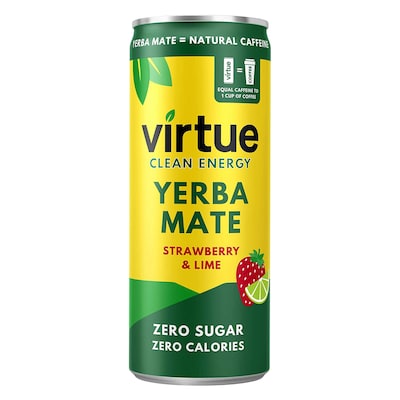 YERBA MATE = NATURAL CAFFEINE
virtue
=
COFFEE
EQUAL CAFFEINE TO
1 CUP OF COFFEE
virtue
CLEAN ENERGY
YERBA
MATE
STRAWBERRY
& LIME
ZERO SUGAR
ZERO CALORIES